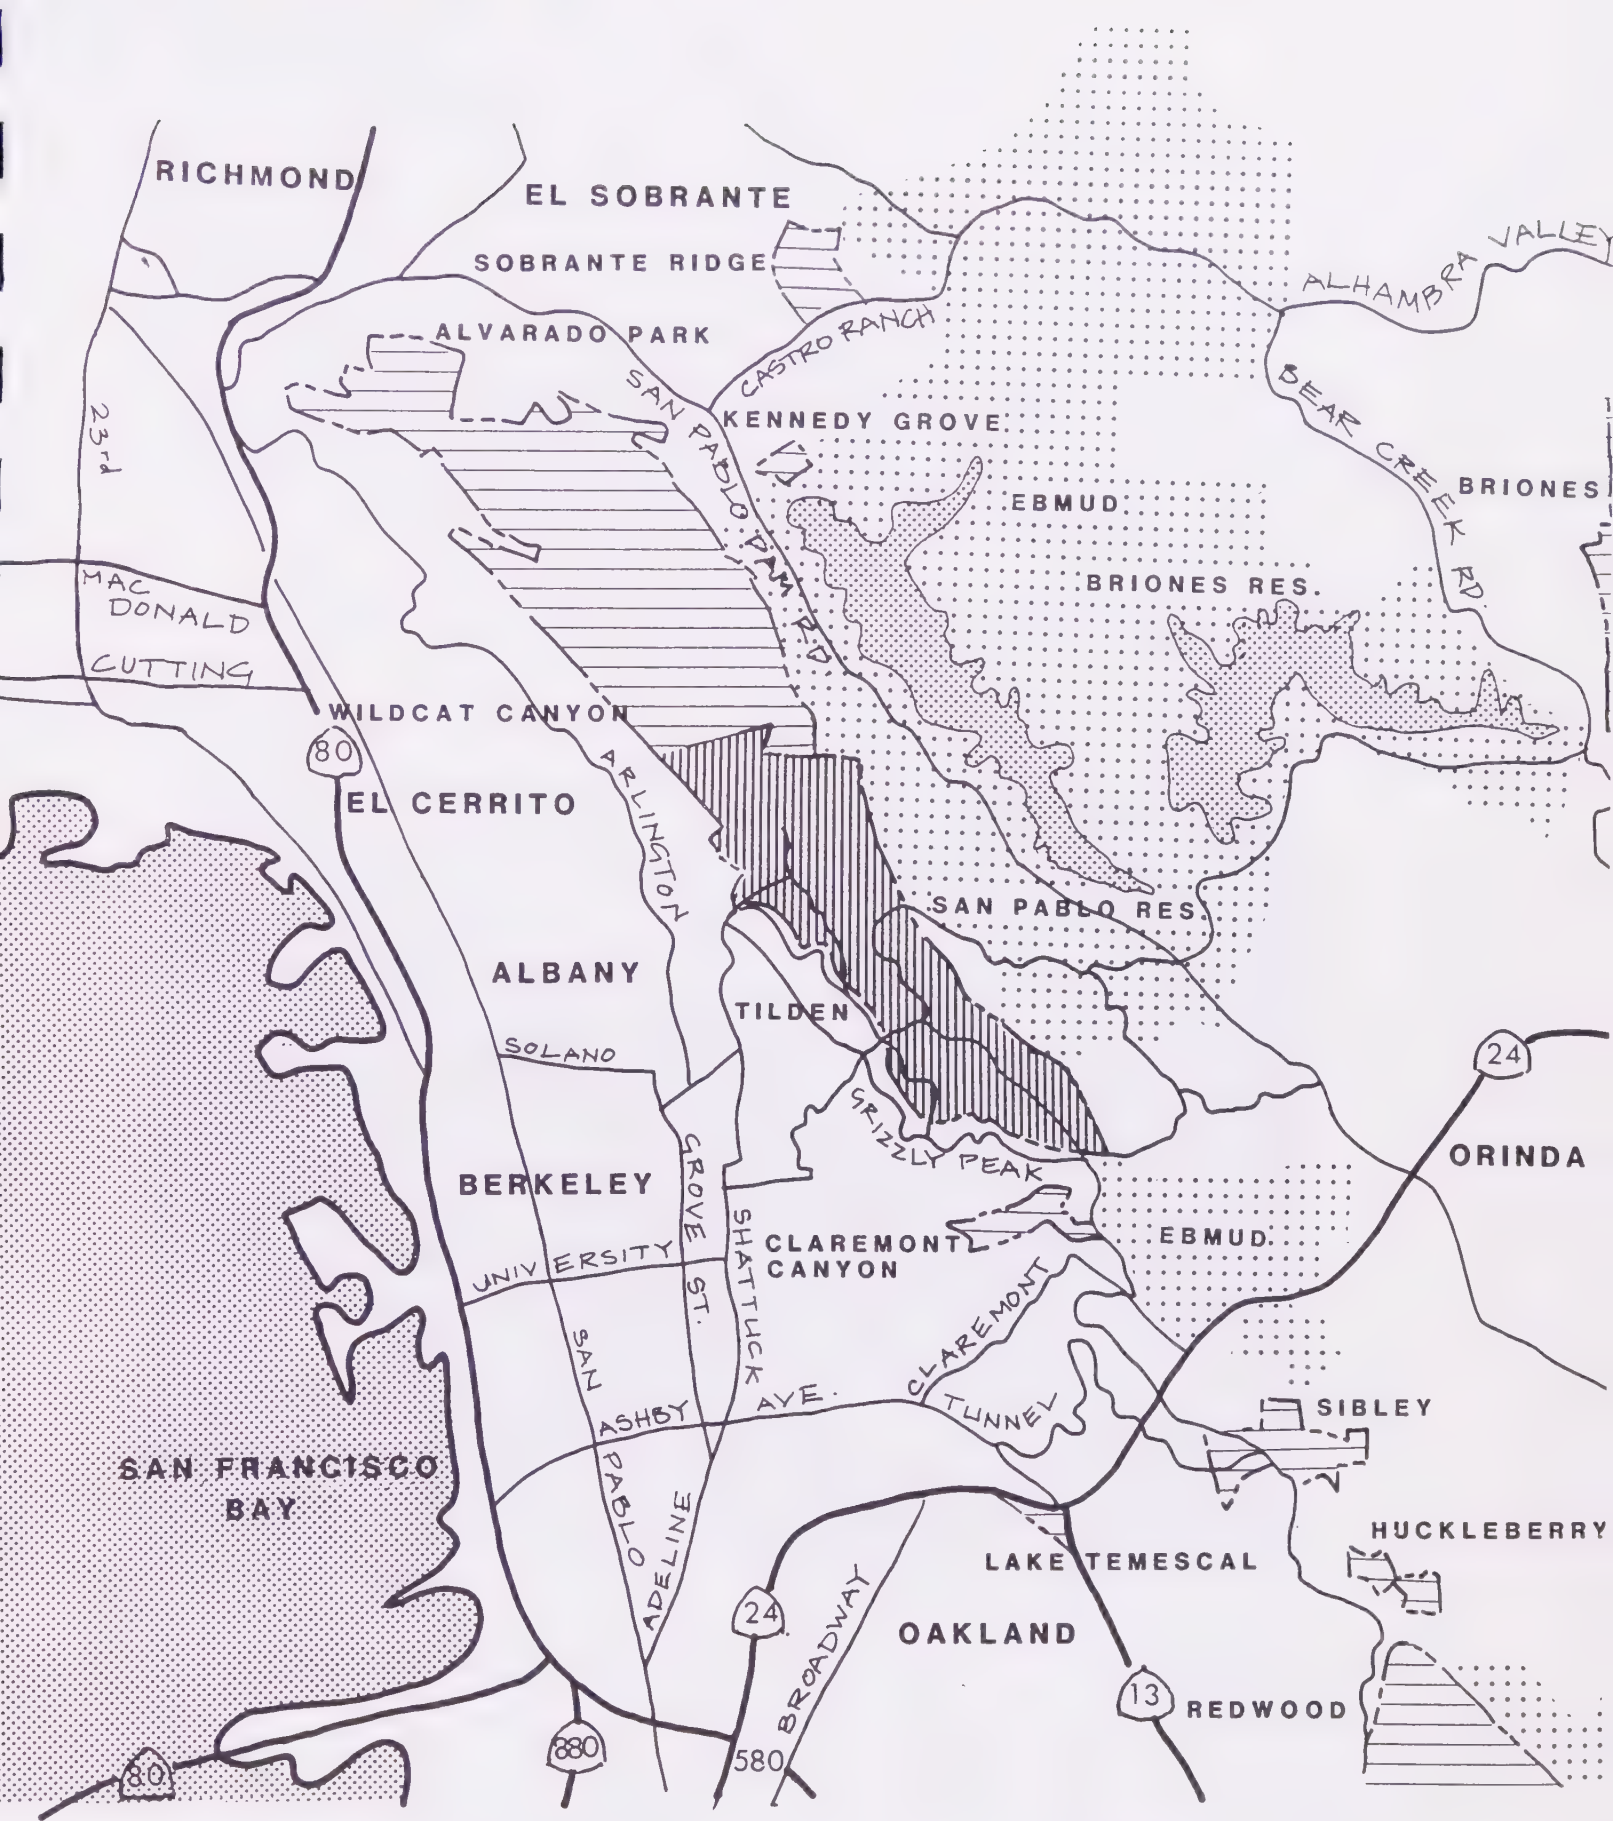 RICHMOND
EL SOBRANTE
SOBRANTE RIDGE
ALHAMBRA VALLEY
ALVARADO PARK
CASTRO RANCH
SAN PABLO DAM RD
23rd
KENNEDY GROVE
BEAR CREEK RD.
EBMUD
BRIONES
BRIONES RES.
MAC
DONALD
CUTTING
WILDCAT CANYON
80
EL CERRITO
ARLINGTON
SAN PABLO RES.
ALBANY
TILDEN
SOLANO
24
GRIZZLY PEAK
ORINDA
BERKELEY
GROVE ST.
SHATTUCK
CLAREMONT
CANYON
EBMUD
UNIVERSITY
CLAREMONT
SAN PABLO
ASHBY AVE.
TUNNEL
SIBLEY
SAN FRANCISCO
BAY
ADELINE
HUCKLEBERRY
LAKE TEMESCAL
24
BROADWAY
OAKLAND
13
REDWOOD
80
880
580